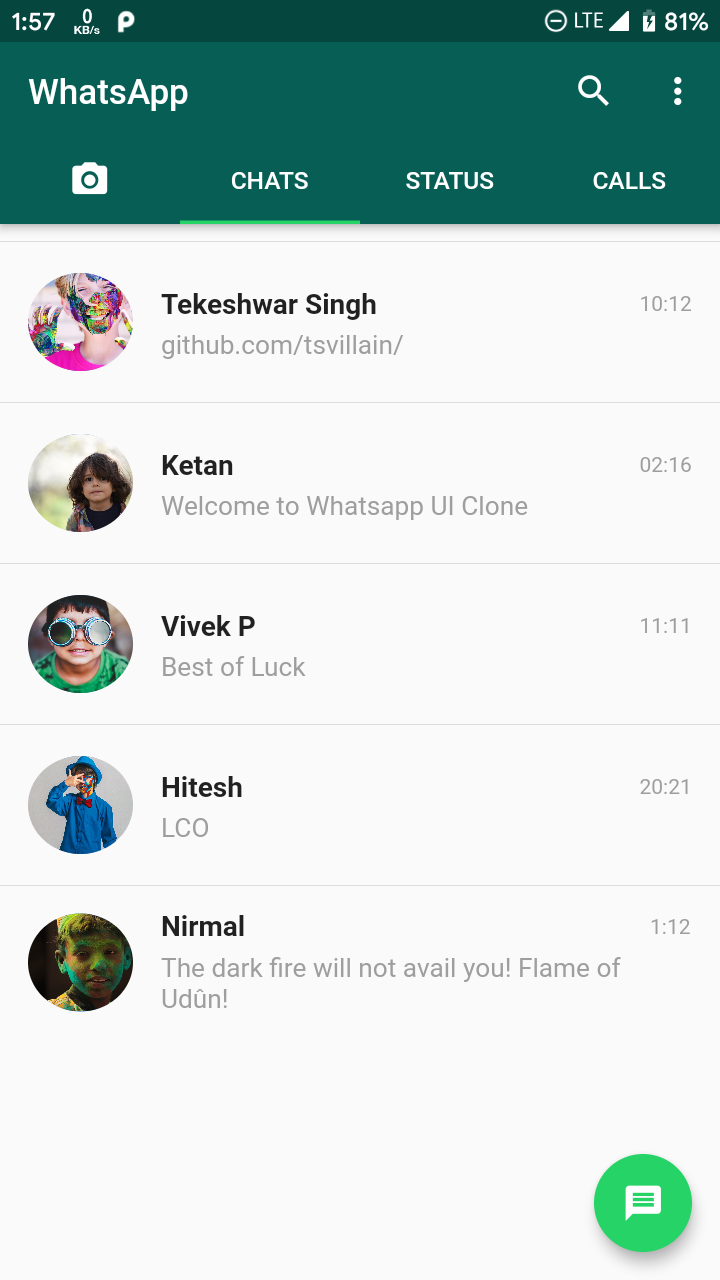 1:57 0 KB/s LTE 81%
WhatsApp
CHATS STATUS CALLS
Tekeshwar Singh 10:12
github.com/tsvillain/
Ketan 02:16
Welcome to Whatsapp UI Clone
Vivek P 11:11
Best of Luck
Hitesh 20:21
LCO
Nirmal 1:12
The dark fire will not avail you! Flame of
Udûn!